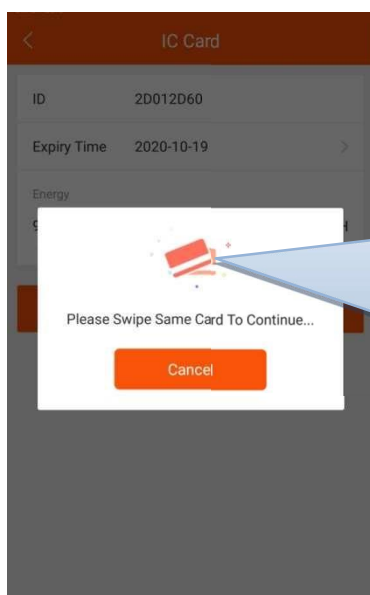 IC Card
ID 2D012D60
Expiry Time 2020-10-19
Energy
Please Swipe Same Card To Continue...
Cancel